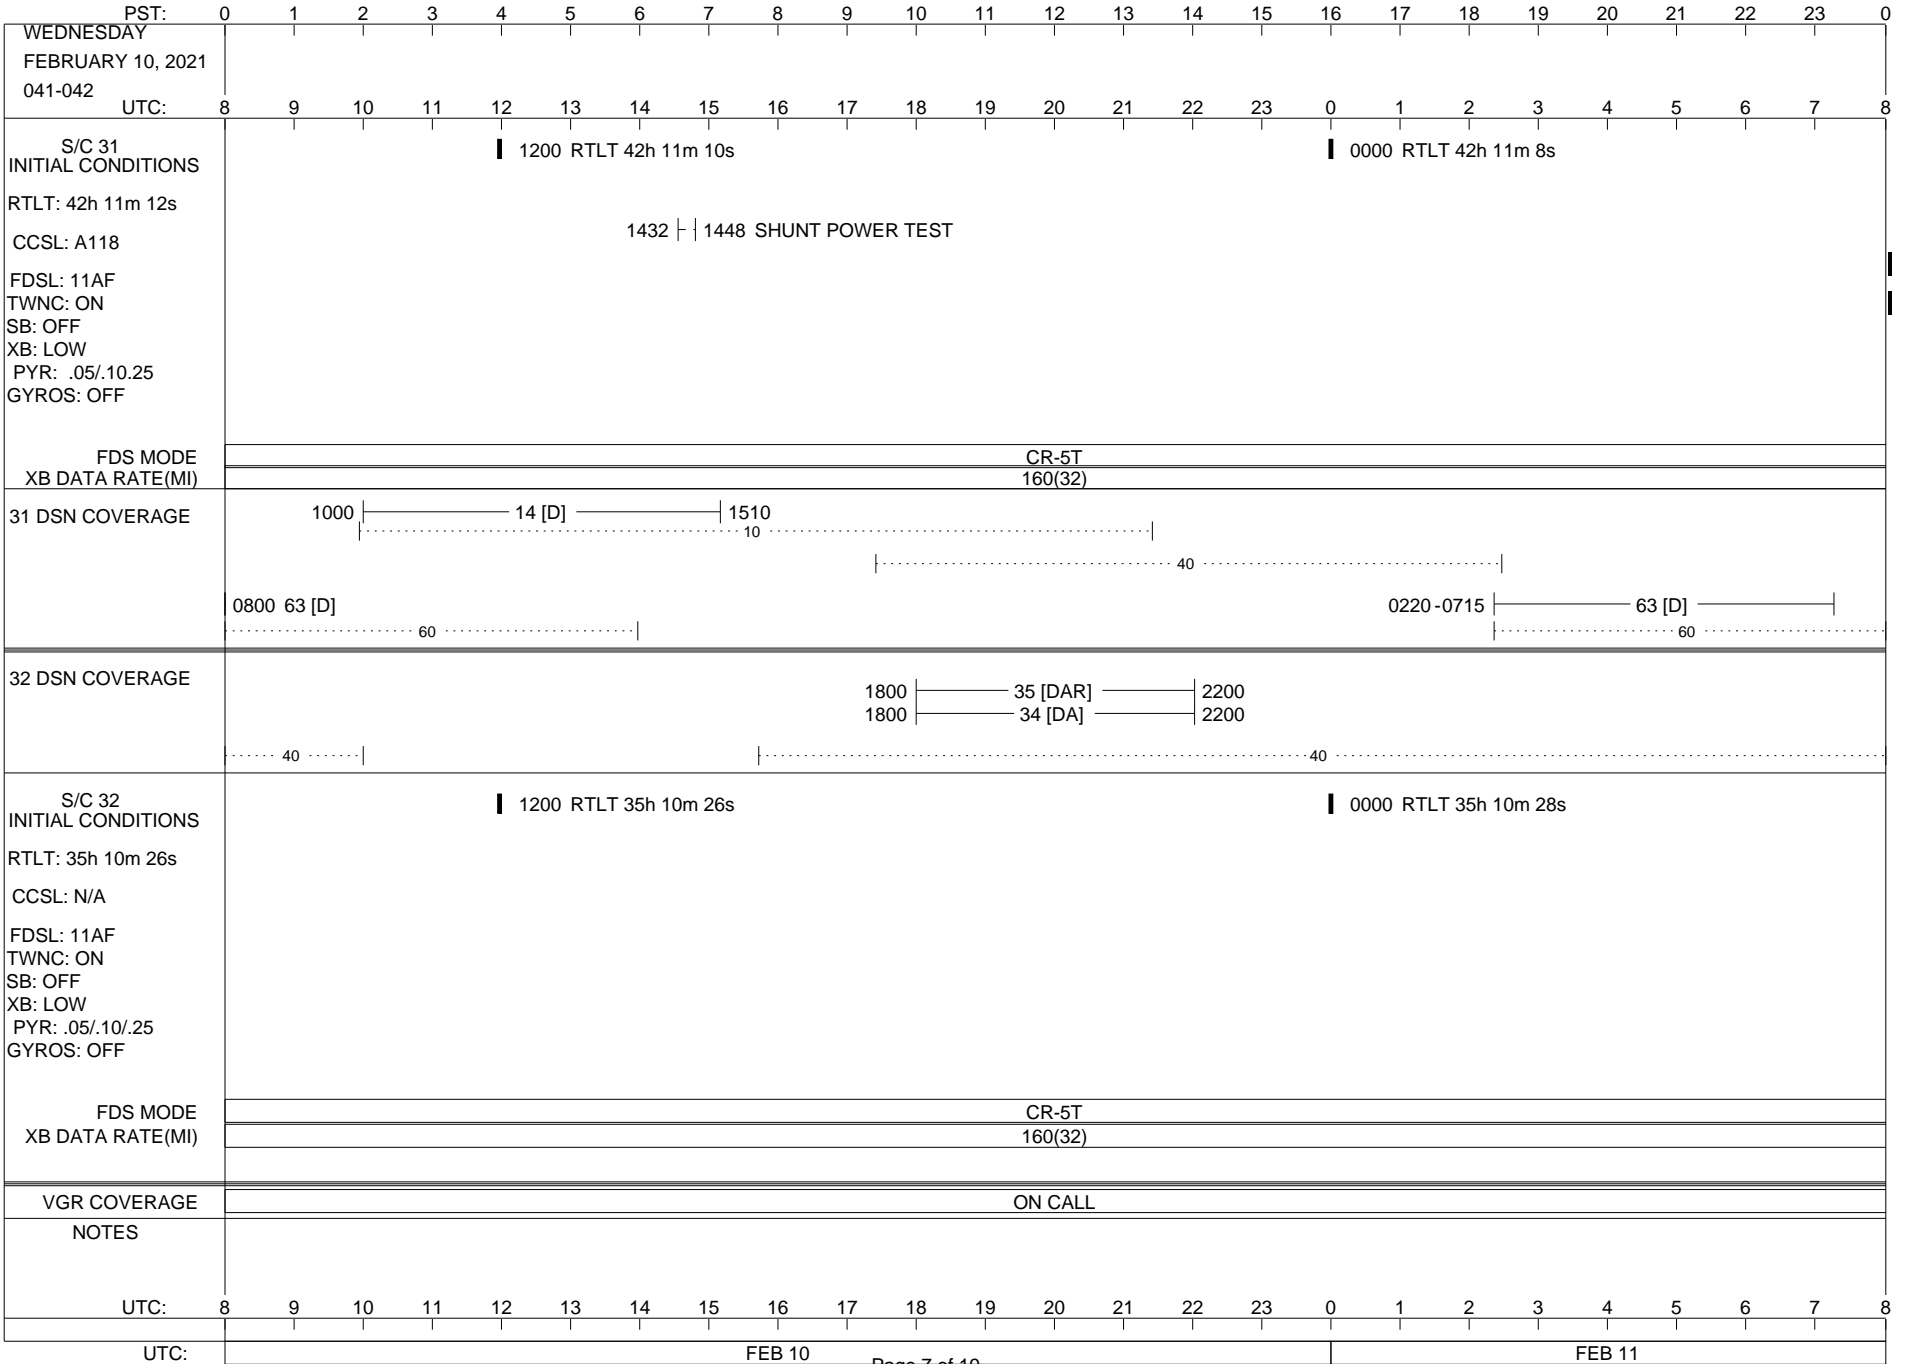 PST: 0 1 2 3 4 5 6 7 8 9 10 11 12 13 14 15 16 17 18 19 20 21 22 23 0
WEDNESDAY
FEBRUARY 10, 2021
041-042
UTC: 8 9 10 11 12 13 14 15 16 17 18 19 20 21 22 23 0 1 2 3 4 5 6 7 8
S/C 31
INITIAL CONDITIONS
1200 RTLT 42h 11m 10s
0000 RTLT 42h 11m 8s
RTLT: 42h 11m 12s
1432 1448 SHUNT POWER TEST
CCSL: A118
FDSL: 11AF
TWNC: ON
SB: OFF
XB: LOW
PYR: .05/.10.25
GYROS: OFF
FDS MODE CR-5T
XB DATA RATE(MI) 160(32)
31 DSN COVERAGE
1000 14 [D] 1510
10
40
0800 63 [D]
0220-0715 63 [D]
60
60
32 DSN COVERAGE
1800 35 [DAR] 2200
1800 34 [DA] 2200
40
40
S/C 32
INITIAL CONDITIONS
1200 RTLT 35h 10m 26s
0000 RTLT 35h 10m 28s
RTLT: 35h 10m 26s
CCSL: N/A
FDSL: 11AF
TWNC: ON
SB: OFF
XB: LOW
PYR: .05/.10/.25
GYROS: OFF
FDS MODE CR-5T
XB DATA RATE(MI) 160(32)
VGR COVERAGE ON CALL
NOTES
UTC: 8 9 10 11 12 13 14 15 16 17 18 19 20 21 22 23 0 1 2 3 4 5 6 7 8
UTC: FEB 10 FEB 11
Page 7 of 10